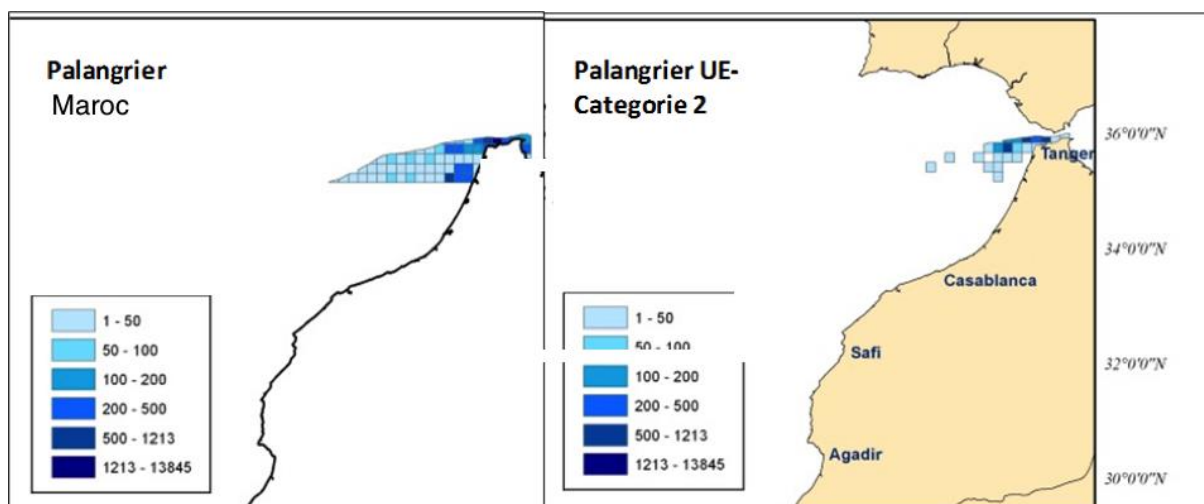 Palangrier
Maroc
1 - 50
50 - 100
100 - 200
200 - 500
500 - 1213
1213 - 13845
Palangrier UE-
Categorie 2
Tanger
Casablanca
Safi
Agadir
1 - 50
50 - 100
100 - 200
200 - 500
500 - 1213
1213 - 13845
36°0'0"N
34°0'0"N
32°0'0"N
30°0'0"N